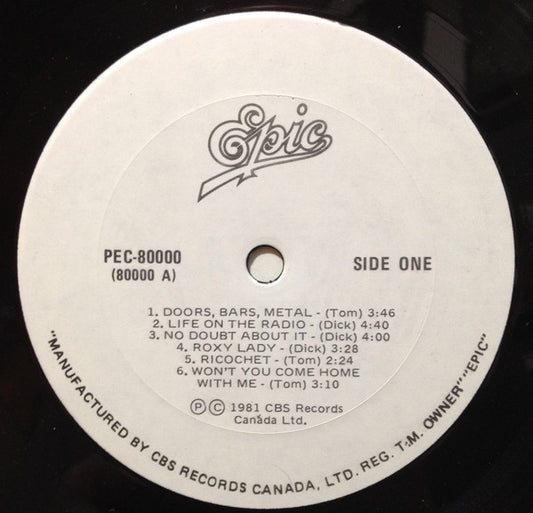 Epic
PEC-80000
(80000 A)
SIDE ONE
1. DOORS, BARS, METAL - (Tom) 3:46
2. LIFE ON THE RADIO - (Dick) 4:40
3. NO DOUBT ABOUT IT - (Dick) 4:00
4. ROXY LADY - (Dick) 3:28
5. RICOCHET - (Tom) 2:24
6. WON'T YOU COME HOME
WITH ME - (Tom) 3:10
Ⓟ Ⓒ 1981 CBS Records
Canada Ltd.
"MANUFACTURED BY CBS RECORDS CANADA, LTD. REG. T.M. OWNER" "EPIC"